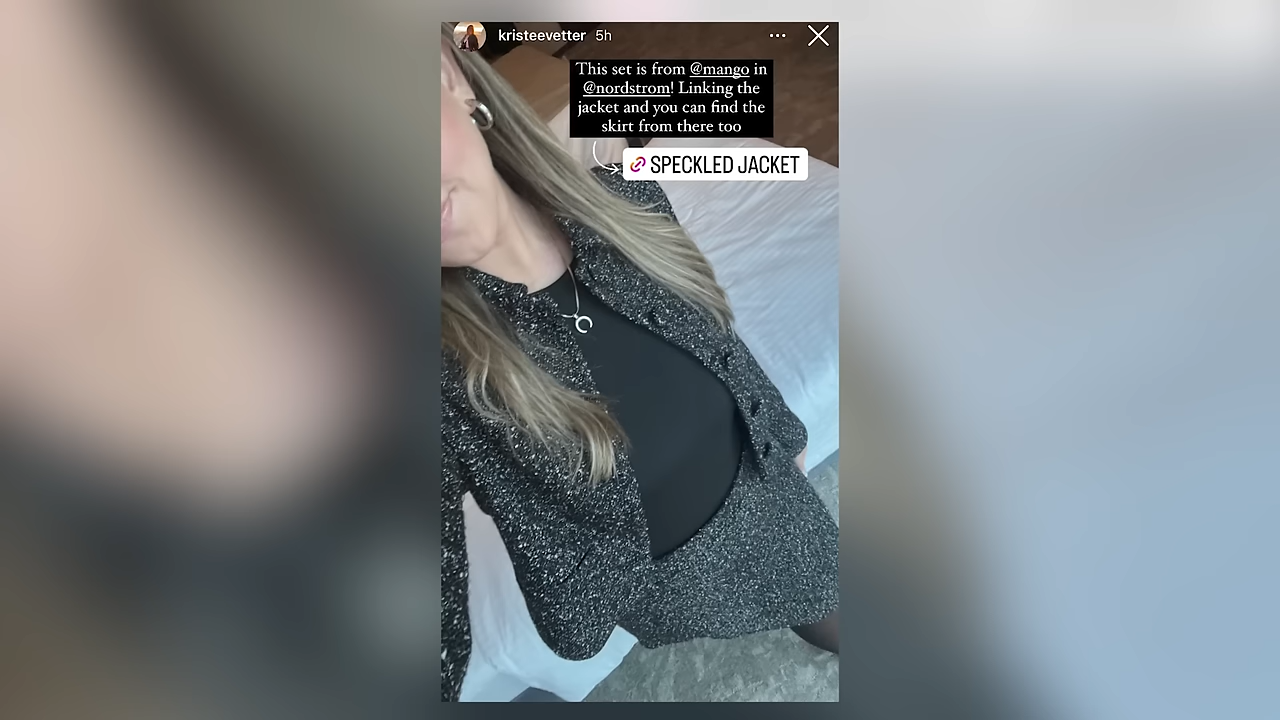 kristeevetter 5h
This set is from @mango in
@nordstrom! Linking the
jacket and you can find the
skirt from there too
SPECKLED JACKET